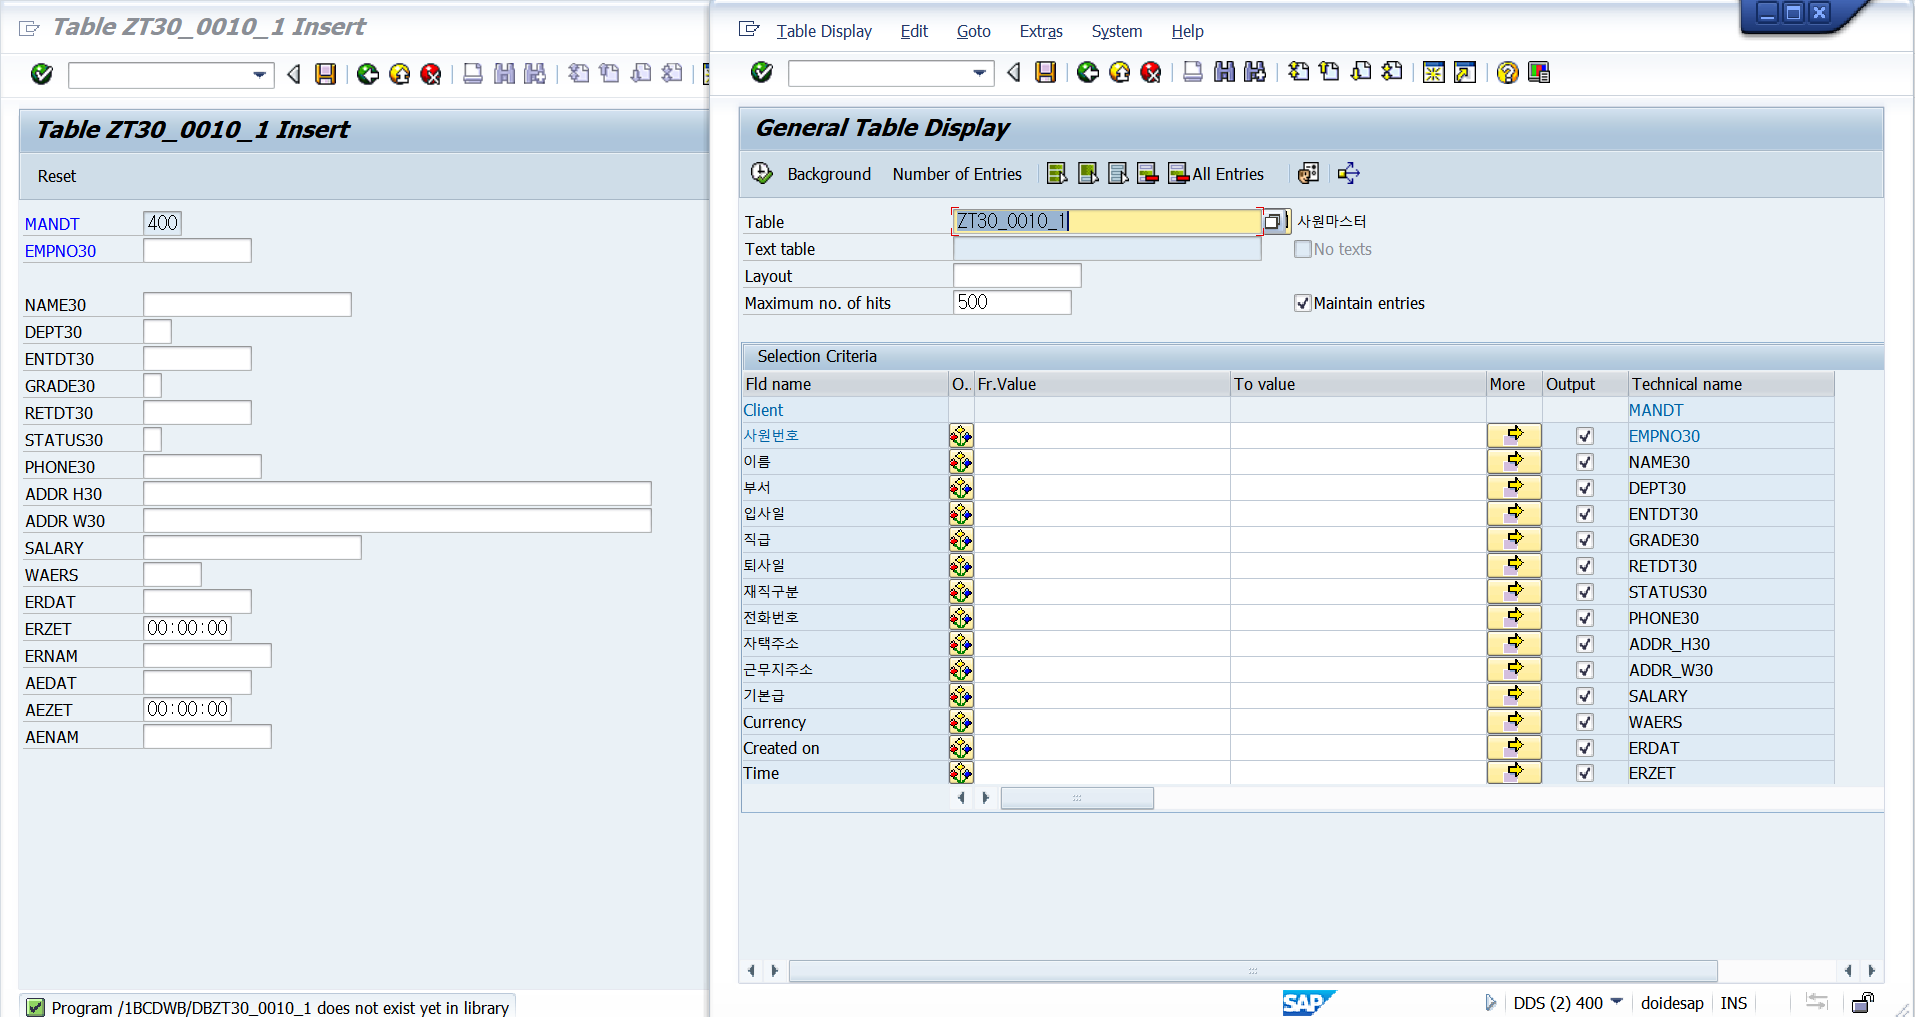 Table ZT30_0010_1 Insert
Table ZT30_0010_1 Insert
Reset
MANDT 400
EMPNO30
NAME30
DEPT30
ENTDT30
GRADE30
RETDT30
STATUS30
PHONE30
ADDR H30
ADDR W30
SALARY
WAERS
ERDAT
ERZET 00:00:00
ERNAM
AEDAT
AEZET 00:00:00
AENAM
Program /1BCDWB/DBZT30_0010_1 does not exist yet in library
Table Display Edit Goto Extras System Help
General Table Display
Background Number of Entries All Entries
Table ZT30_0010_1 사원마스터
Text table No texts
Layout
Maximum no. of hits 500 Maintain entries
Selection Criteria
Fld name O.. Fr.Value To value More Output Technical name
Client MANDT
사원번호 EMPNO30
이름 NAME30
부서 DEPT30
입사일 ENTDT30
직급 GRADE30
퇴사일 RETDT30
재직구분 STATUS30
전화번호 PHONE30
자택주소 ADDR_H30
근무지주소 ADDR_W30
기본급 SALARY
Currency WAERS
Created on ERDAT
Time ERZET
SAP DDS (2) 400 doidesap INS